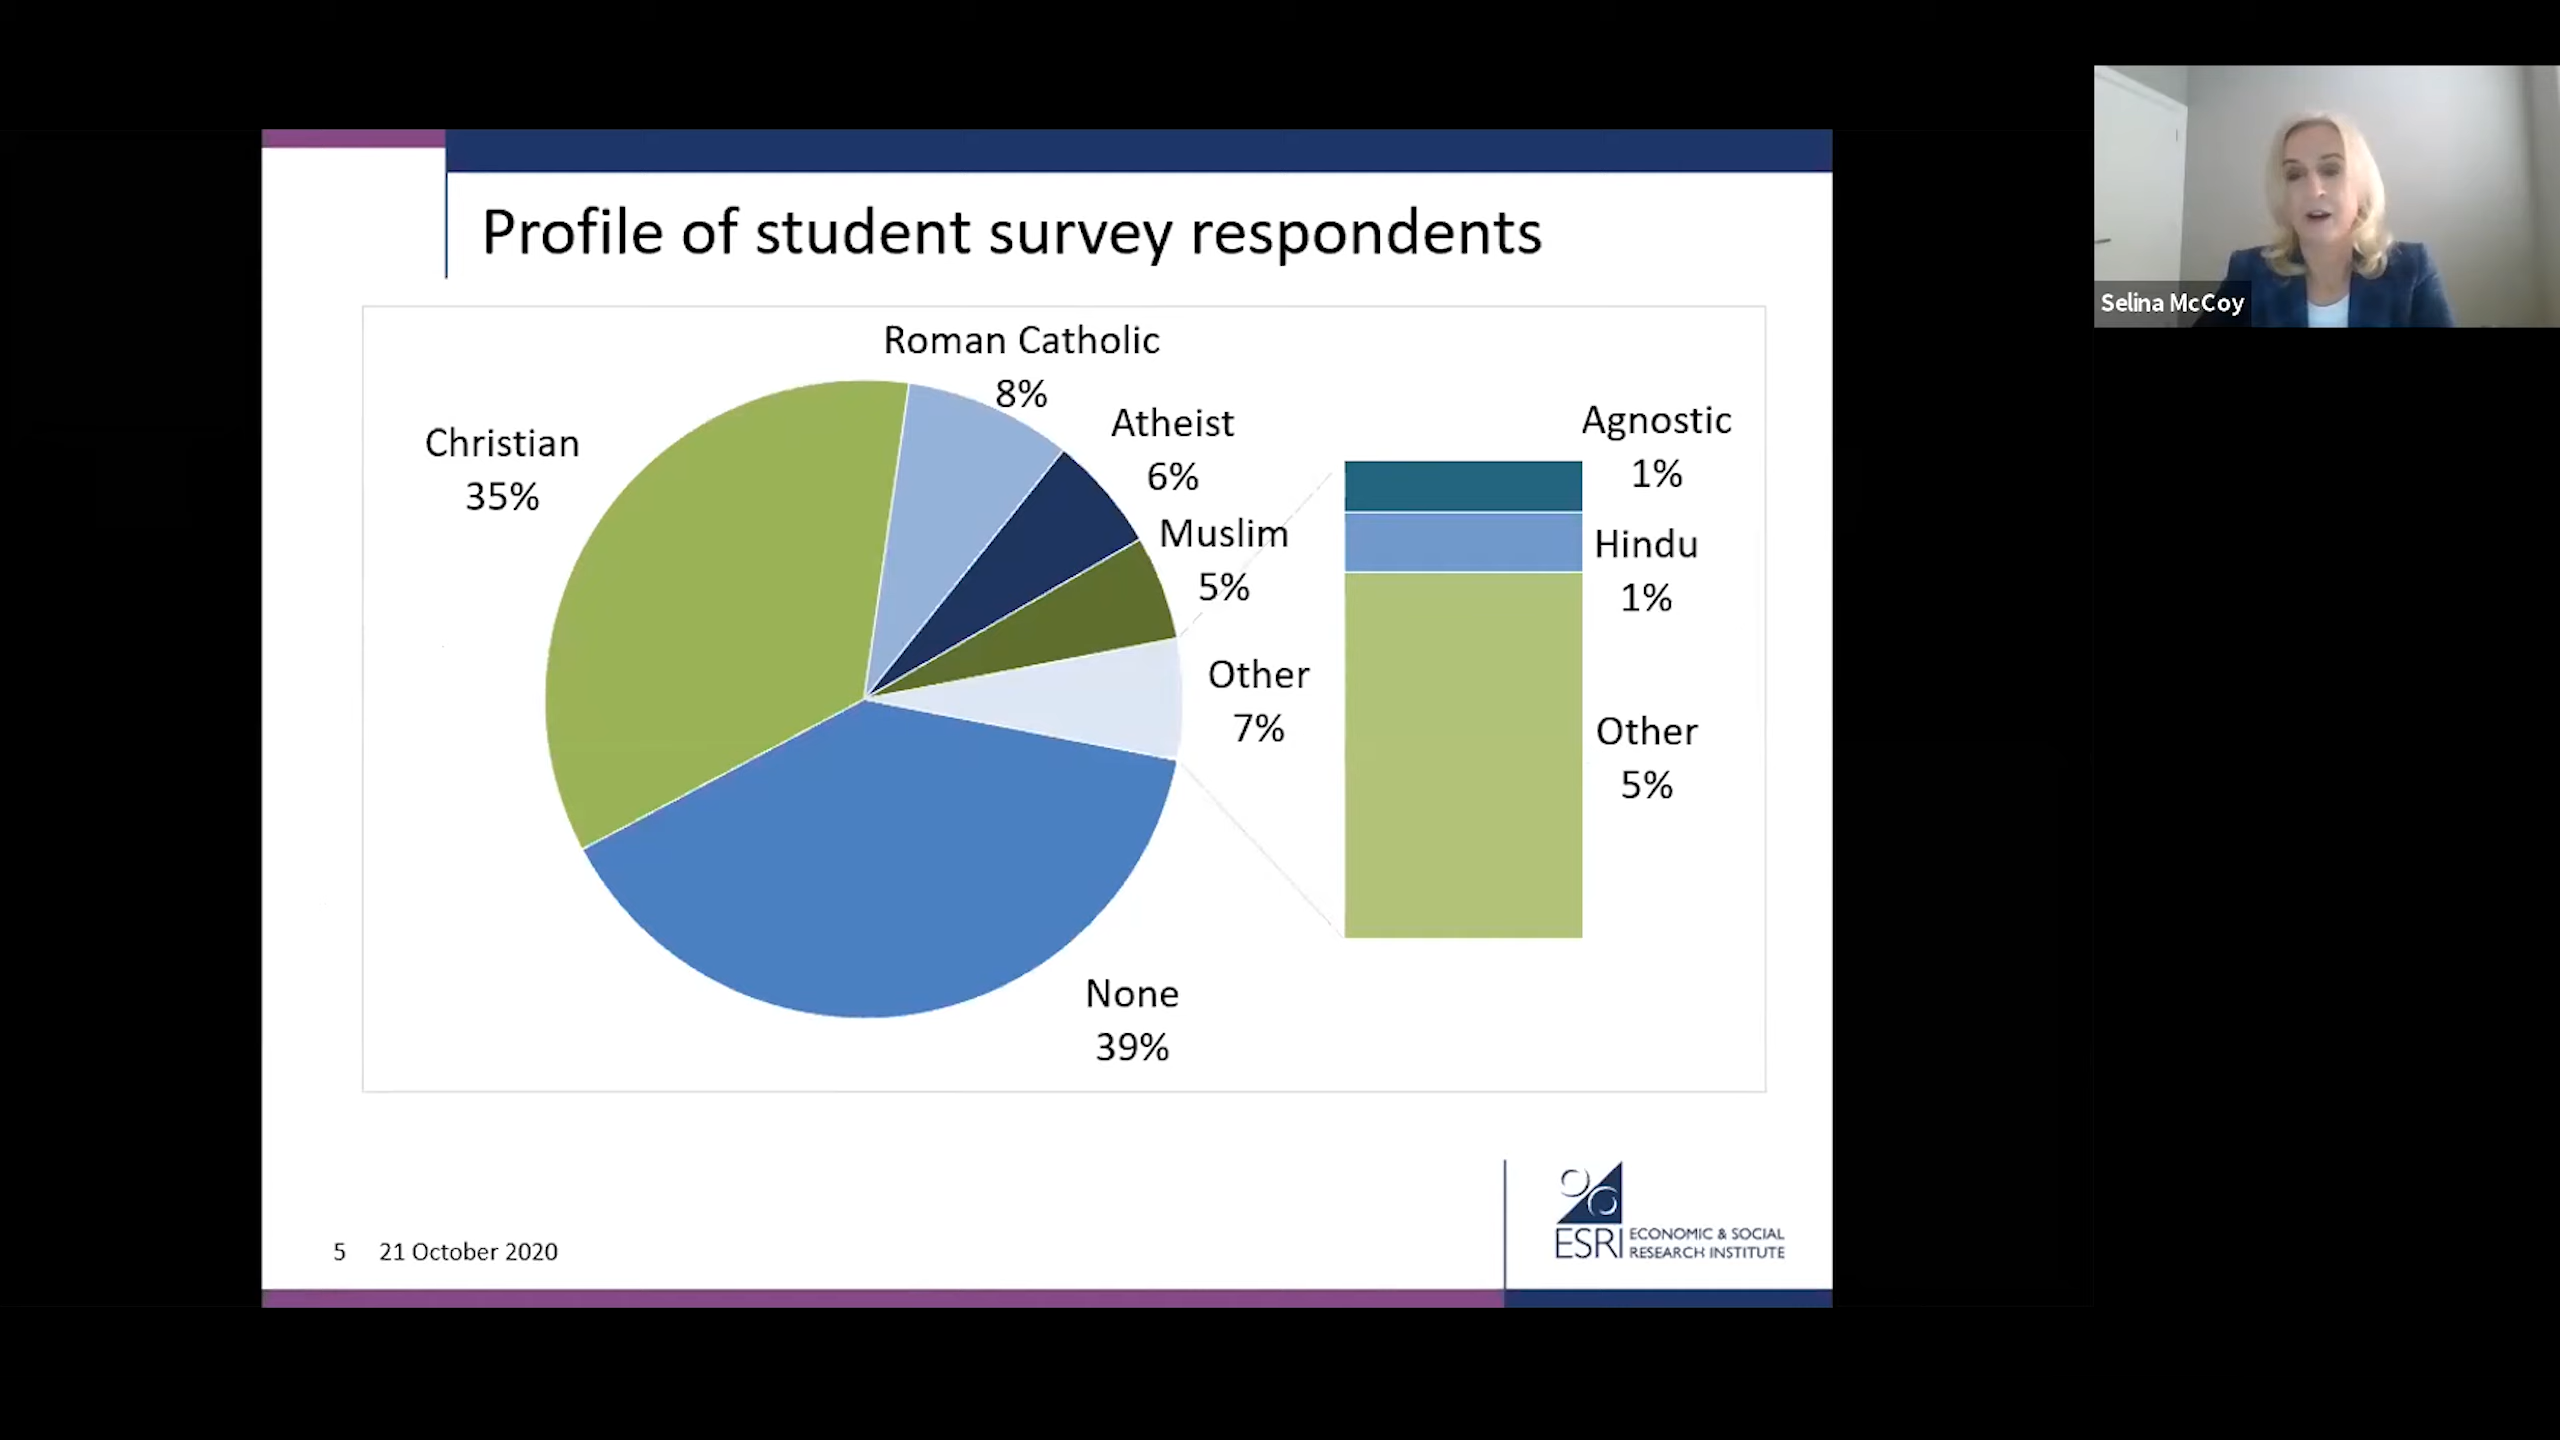 Profile of student survey respondents
Roman Catholic
8%
Christian
35%
Atheist
6%
Muslim
5%
Other
7%
None
39%
Agnostic
1%
Hindu
1%
Other
5%
5 21 October 2020
ESRI
ECONOMIC & SOCIAL
RESEARCH INSTITUTE
Selina McCoy